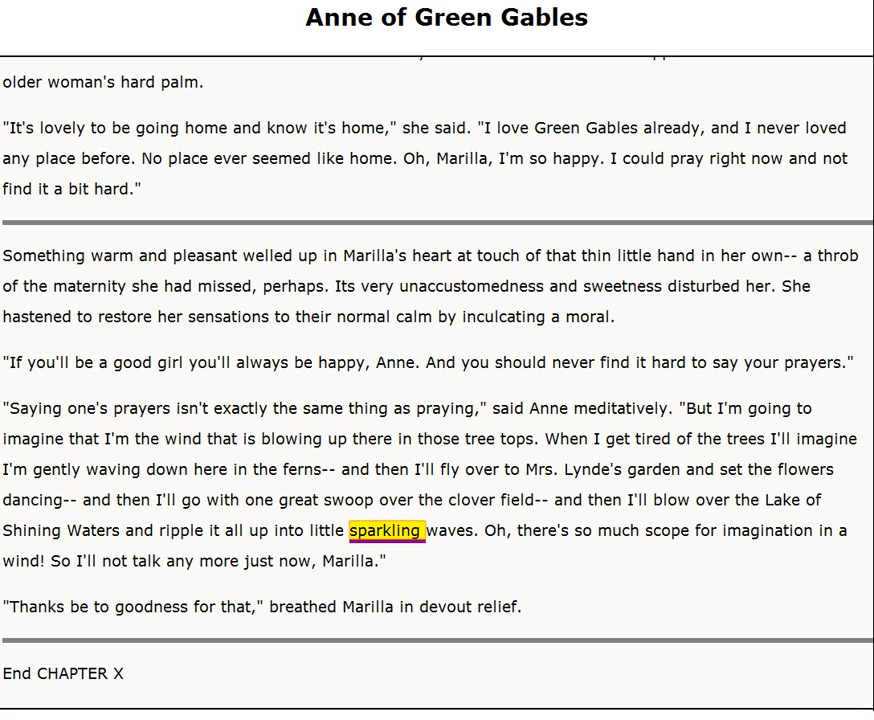 Anne of Green Gables
older woman's hard palm.
"It's lovely to be going home and know it's home," she said. "I love Green Gables already, and I never loved
any place before. No place ever seemed like home. Oh, Marilla, I'm so happy. I could pray right now and not
find it a bit hard."
Something warm and pleasant welled up in Marilla's heart at touch of that thin little hand in her own-- a throb
of the maternity she had missed, perhaps. Its very unaccustomedness and sweetness disturbed her. She
hastened to restore her sensations to their normal calm by inculcating a moral.
"If you'll be a good girl you'll always be happy, Anne. And you should never find it hard to say your prayers."
"Saying one's prayers isn't exactly the same thing as praying," said Anne meditatively. "But I'm going to
imagine that I'm the wind that is blowing up there in those tree tops. When I get tired of the trees I'll imagine
I'm gently waving down here in the ferns-- and then I'll fly over to Mrs. Lynde's garden and set the flowers
dancing-- and then I'll go with one great swoop over the clover field-- and then I'll blow over the Lake of
Shining Waters and ripple it all up into little sparkling waves. Oh, there's so much scope for imagination in a
wind! So I'll not talk any more just now, Marilla."
"Thanks be to goodness for that," breathed Marilla in devout relief.
End CHAPTER X